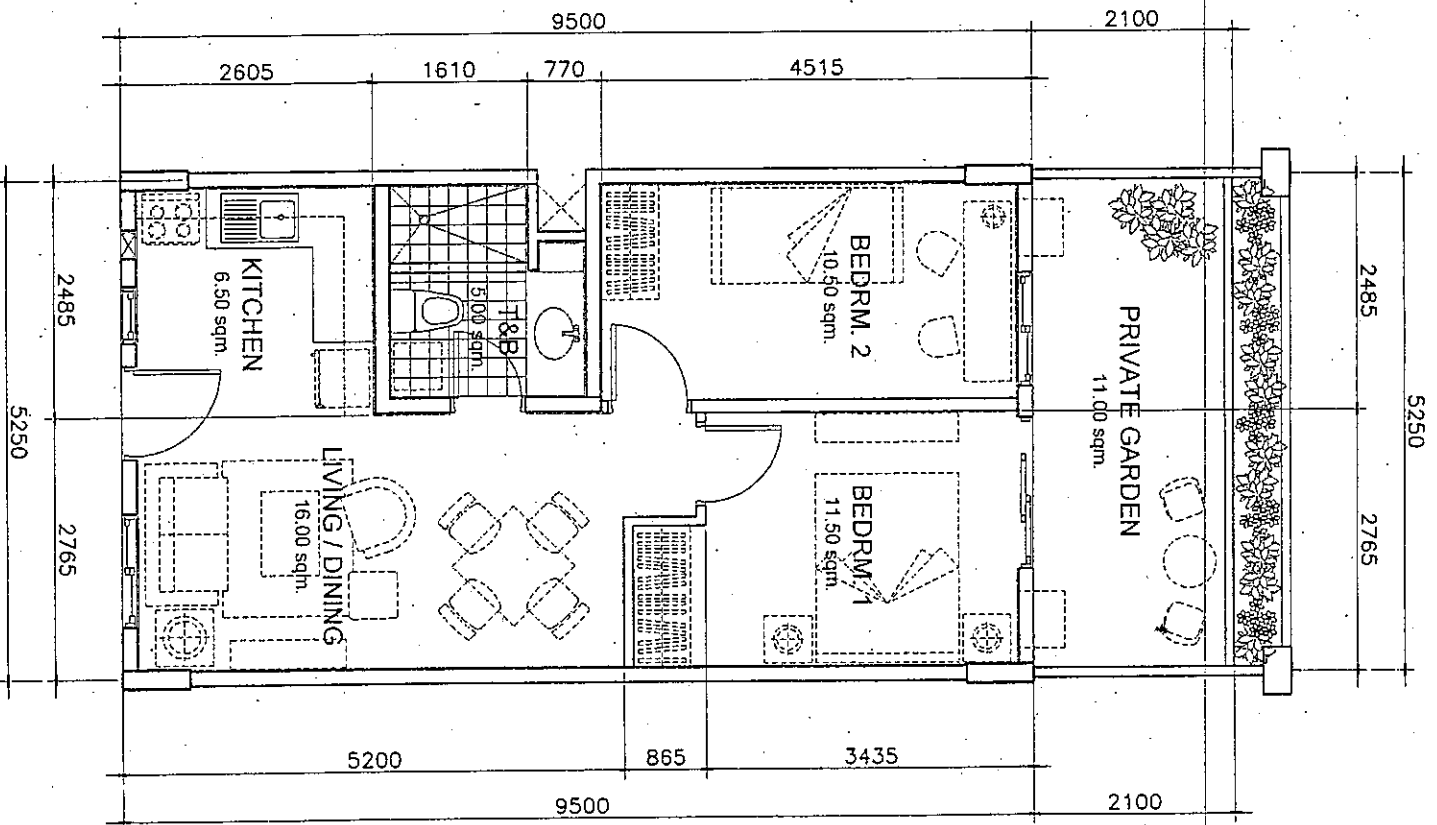 9500
2100
2605
1610
770
4515
KITCHEN
6.50 sqm.
T&B
5.00 sqm.
BEDRM. 2
10.50 sqm.
PRIVATE GARDEN
11.00 sqm.
LIVING / DINING
16.00 sqm.
BEDRM. 1
11.50 sqm.
2485
2765
5250
2485
2765
5250
5200
865
3435
9500
2100